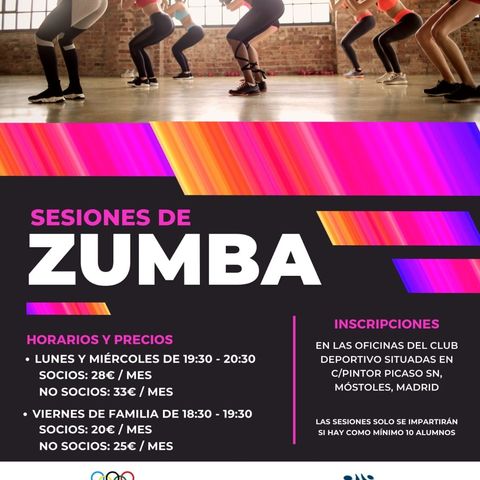 SESIONES DE
ZUMBA
HORARIOS Y PRECIOS
• LUNES Y MIÉRCOLES DE 19:30 - 20:30
SOCIOS: 28€ / MES
NO SOCIOS: 33€ / MES
• VIERNES DE FAMILIA DE 18:30 - 19:30
SOCIOS: 20€ / MES
NO SOCIOS: 25€ / MES
INSCRIPCIONES
EN LAS OFICINAS DEL CLUB
DEPORTIVO SITUADAS EN
C/PINTOR PICASO SN,
MÓSTOLES, MADRID
LAS SESIONES SOLO SE IMPARTIRÁN
SI HAY COMO MÍNIMO 10 ALUMNOS